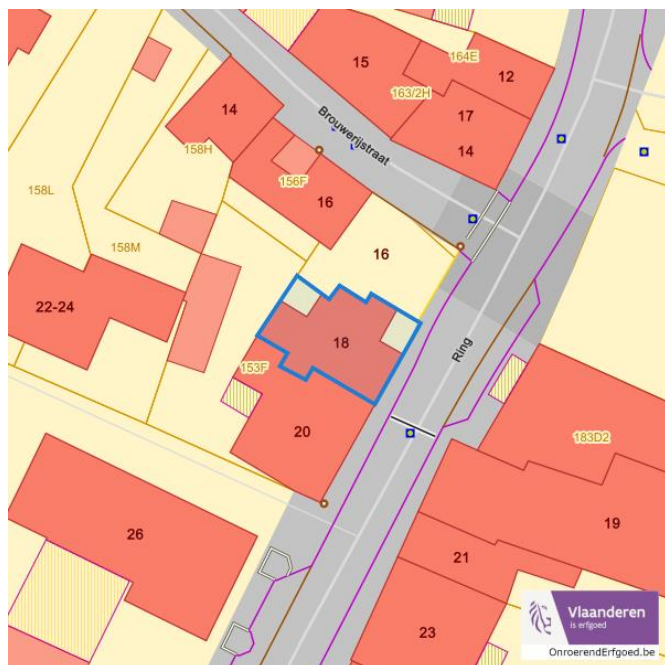 164E
15
12
163/2H
17
14
14
Brouwerijstraat
158H
156F
158L
16
158M
16
22-24
18
Ring
153F
20
183D2
19
26
21
23
Vlaanderen
is erfgoed
OnroerendErfgoed.be